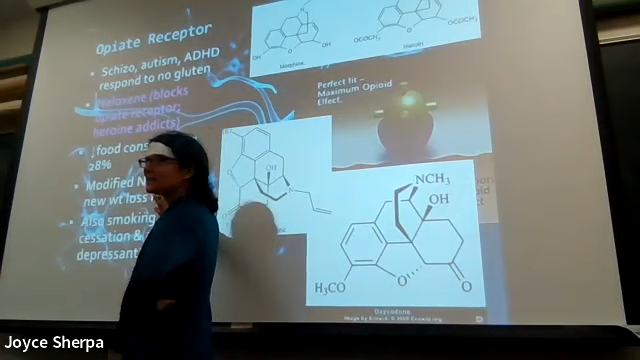 Opiate Receptor
• Schizo, autism, ADHD
respond to no gluten
• Naloxone (blocks
opiate receptor;
heroine addicts)
• ↓food cons
28%
• Modified N
new wt loss
• Also smoking
cessation &
depressant
OH
OH
Morphine.
OCOCH₃
OCOCH₃
Heroin.
Perfect fit –
Maximum Opioid
Effect.
OH
N
O
NCH₃
OH
H₃CO
O
O
Oxycodone
Joyce Sherpa